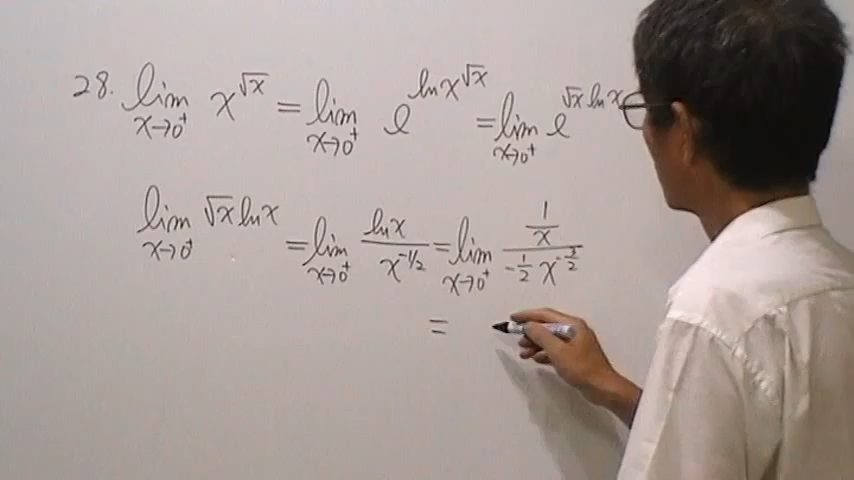 28. lim x→0⁺ x^√x = lim x→0⁺ e^(ln x^√x) = lim x→0⁺ e^(√x ln x)
lim x→0⁺ √x ln x = lim x→0⁺ (ln x)/(x^(-1/2)) = lim x→0⁺ (1/x)/(-1/2 x^(-3/2))
=